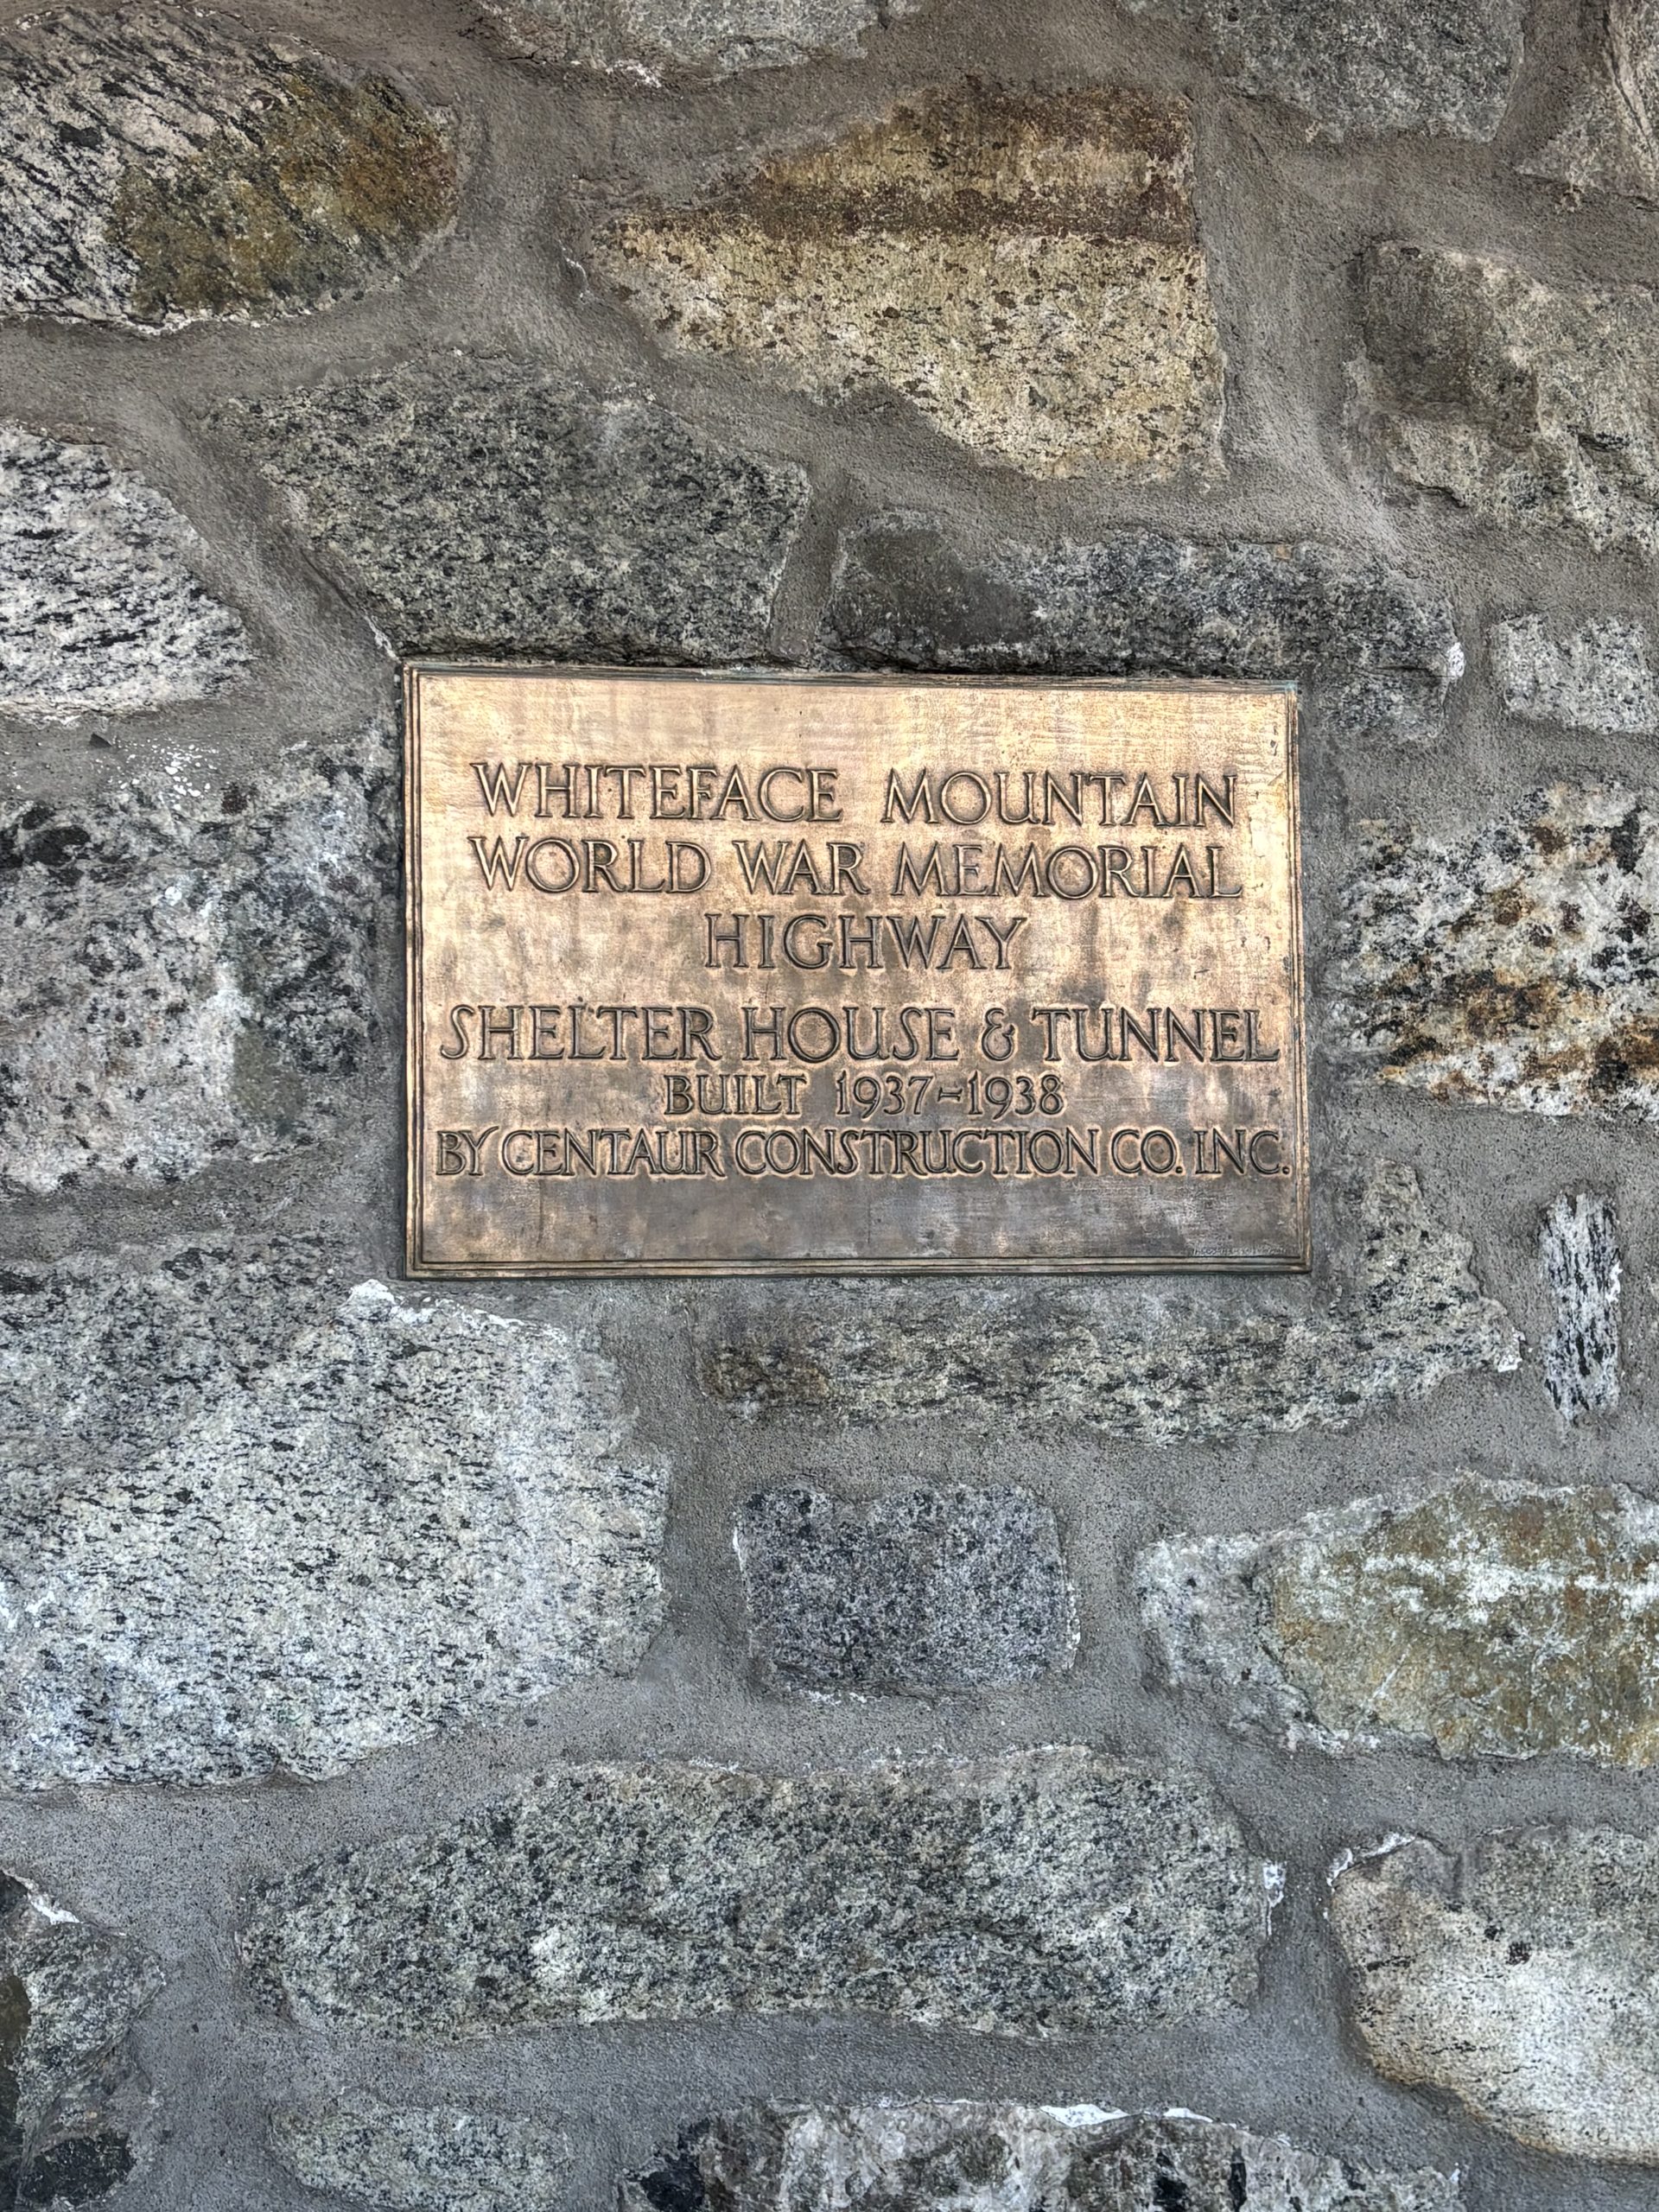 WHITEFACE MOUNTAIN
WORLD WAR MEMORIAL
HIGHWAY
SHELTER HOUSE & TUNNEL
BUILT 1937-1938
BY CENTAUR CONSTRUCTION CO. INC.